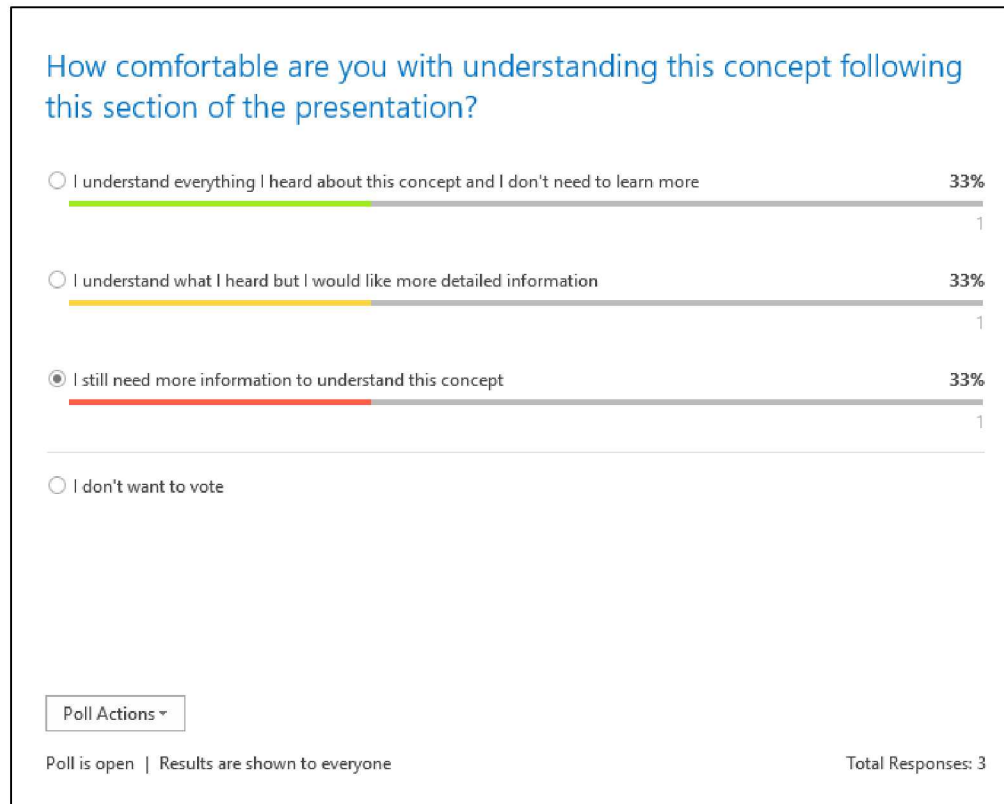 How comfortable are you with understanding this concept following
this section of the presentation?
I understand everything I heard about this concept and I don't need to learn more 33%
1
I understand what I heard but I would like more detailed information 33%
1
I still need more information to understand this concept 33%
1
I don't want to vote
Poll Actions
Poll is open | Results are shown to everyone Total Responses: 3